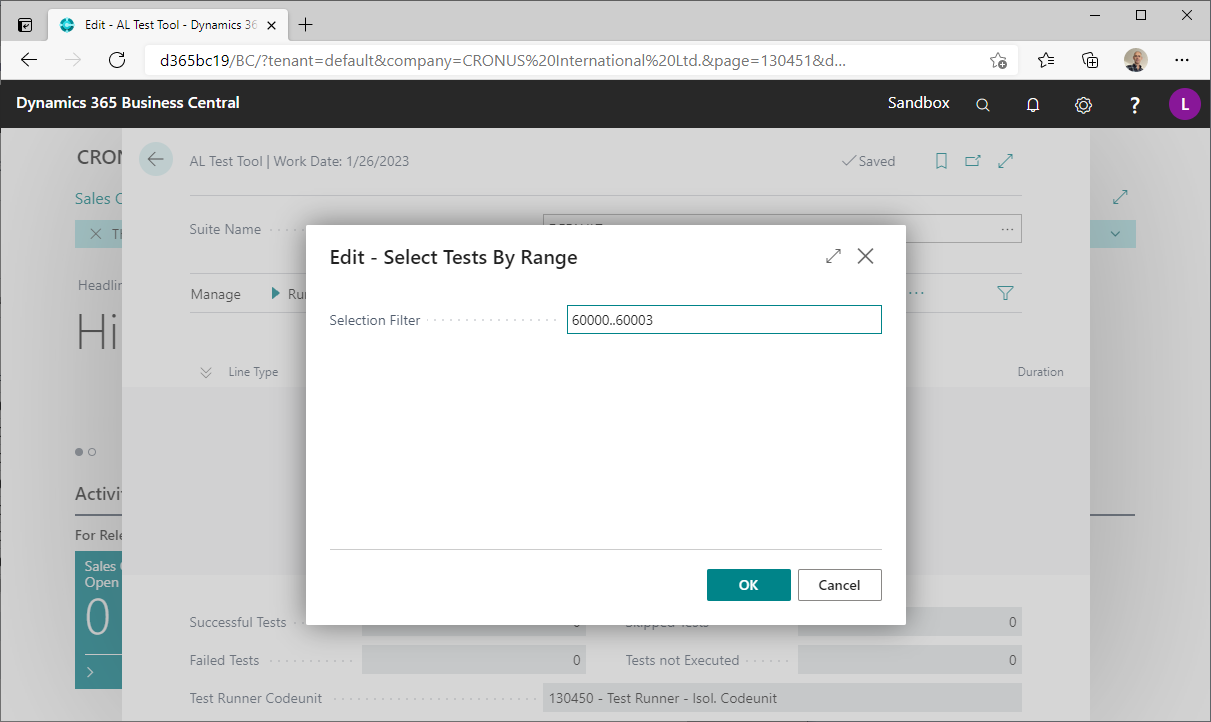 Edit - AL Test Tool - Dynamics 36
d365bc19/BC/?tenant=default&company=CRONUS%20International%20Ltd.&page=130451&d...
Dynamics 365 Business Central
Sandbox
?
L
CRON
AL Test Tool | Work Date: 1/26/2023
Saved
Sales
Suite Name
...
Th
Edit - Select Tests By Range
Headlin
Manage
Ru
...
Selection Filter
60000..60003
Hi
Line Type
Duration
Activi
For Rele
Sales
Open
0
OK
Cancel
Successful Tests
0
Skipped Tests
0
Failed Tests
0
Tests not Executed
0
Test Runner Codeunit
130450 - Test Runner - Isol. Codeunit